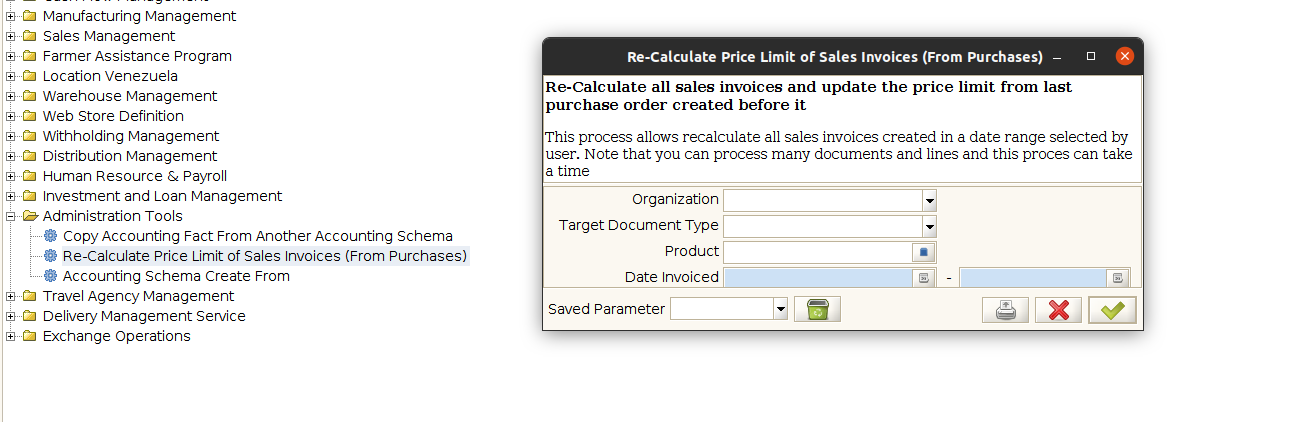 Manufacturing Management
Sales Management
Farmer Assistance Program
Location Venezuela
Warehouse Management
Web Store Definition
Withholding Management
Distribution Management
Human Resource & Payroll
Investment and Loan Management
Administration Tools
Copy Accounting Fact From Another Accounting Schema
Re-Calculate Price Limit of Sales Invoices (From Purchases)
Accounting Schema Create From
Travel Agency Management
Delivery Management Service
Exchange Operations
Re-Calculate Price Limit of Sales Invoices (From Purchases)
Re-Calculate all sales invoices and update the price limit from last
purchase order created before it
This process allows recalculate all sales invoices created in a date range selected by
user. Note that you can process many documents and lines and this proces can take
a time
Organization
Target Document Type
Product
Date Invoiced -
Saved Parameter